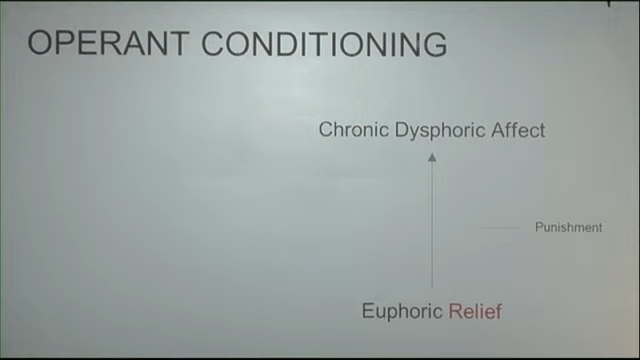 OPERANT CONDITIONING
Chronic Dysphoric Affect
Punishment
Euphoric Relief